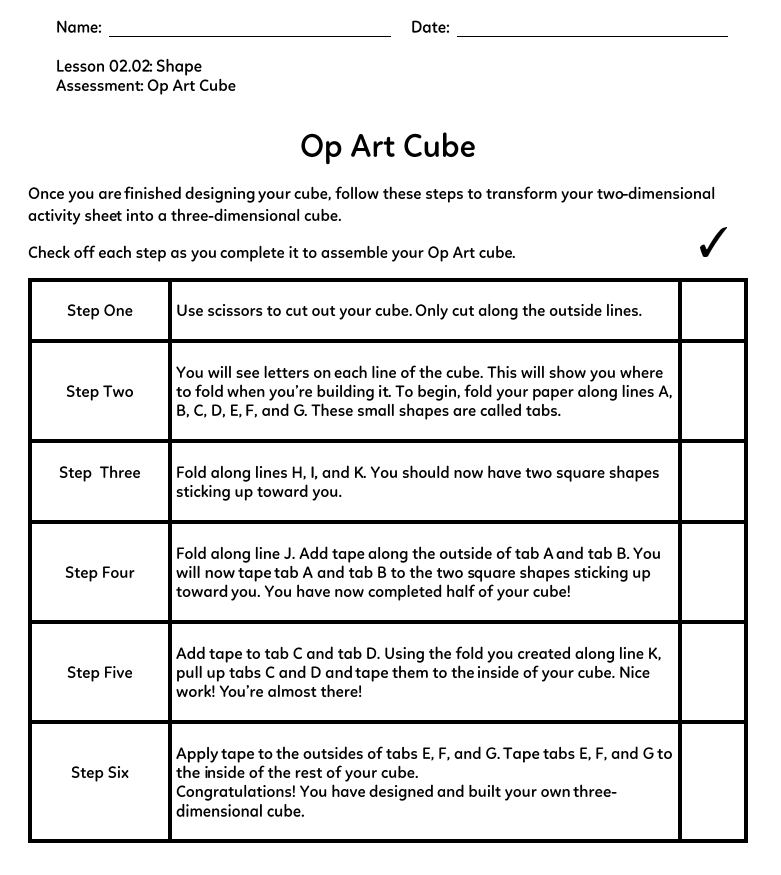 Name: Date:
Lesson 02.02: Shape
Assessment: Op Art Cube
Op Art Cube
Once you are finished designing your cube, follow these steps to transform your two-dimensional
activity sheet into a three-dimensional cube.
Check off each step as you complete it to assemble your Op Art cube. ✓
Step One
Use scissors to cut out your cube. Only cut along the outside lines.
Step Two
You will see letters on each line of the cube. This will show you where
to fold when you’re building it. To begin, fold your paper along lines A,
B, C, D, E, F, and G. These small shapes are called tabs.
Step Three
Fold along lines H, I, and K. You should now have two square shapes
sticking up toward you.
Step Four
Fold along line J. Add tape along the outside of tab A and tab B. You
will now tape tab A and tab B to the two square shapes sticking up
toward you. You have now completed half of your cube!
Step Five
Add tape to tab C and tab D. Using the fold you created along line K,
pull up tabs C and D and tape them to the inside of your cube. Nice
work! You’re almost there!
Step Six
Apply tape to the outsides of tabs E, F, and G. Tape tabs E, F, and G to
the inside of the rest of your cube.
Congratulations! You have designed and built your own three-
dimensional cube.